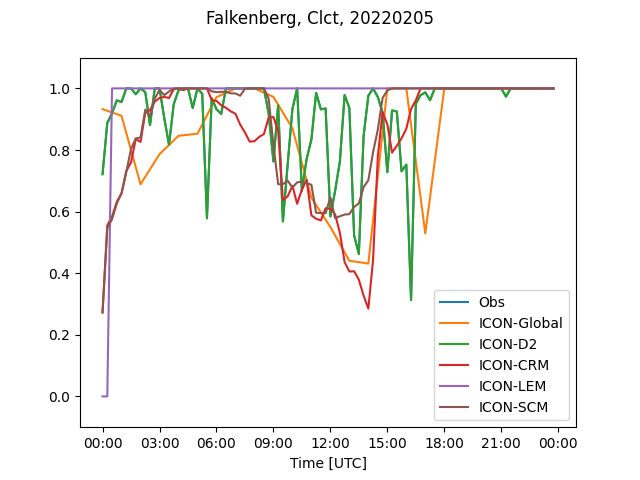 Falkenberg, Clct, 20220205
1.0
0.8
0.6
0.4
0.2
0.0
Obs
ICON-Global
ICON-D2
ICON-CRM
ICON-LEM
ICON-SCM
00:00 03:00 06:00 09:00 12:00 15:00 18:00 21:00 00:00
Time [UTC]